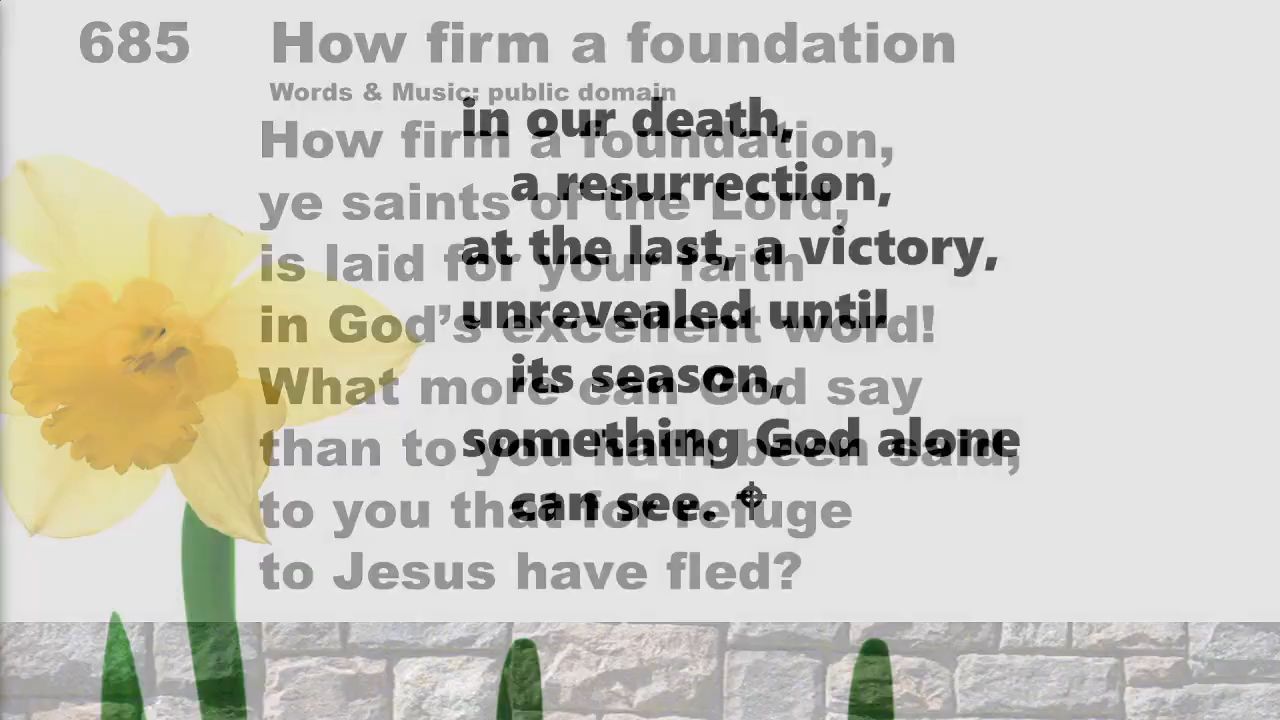 685 How firm a foundation
Words & Music: public domain
How firm a foundation,
ye saints of the Lord,
is laid for your faith
in God’s excellent word!
What more can God say
than to you hath been said,
to you that for refuge
to Jesus have fled?
in our death,
a resurrection,
at the last, a victory,
unrevealed until
its season,
something God alone
can see.